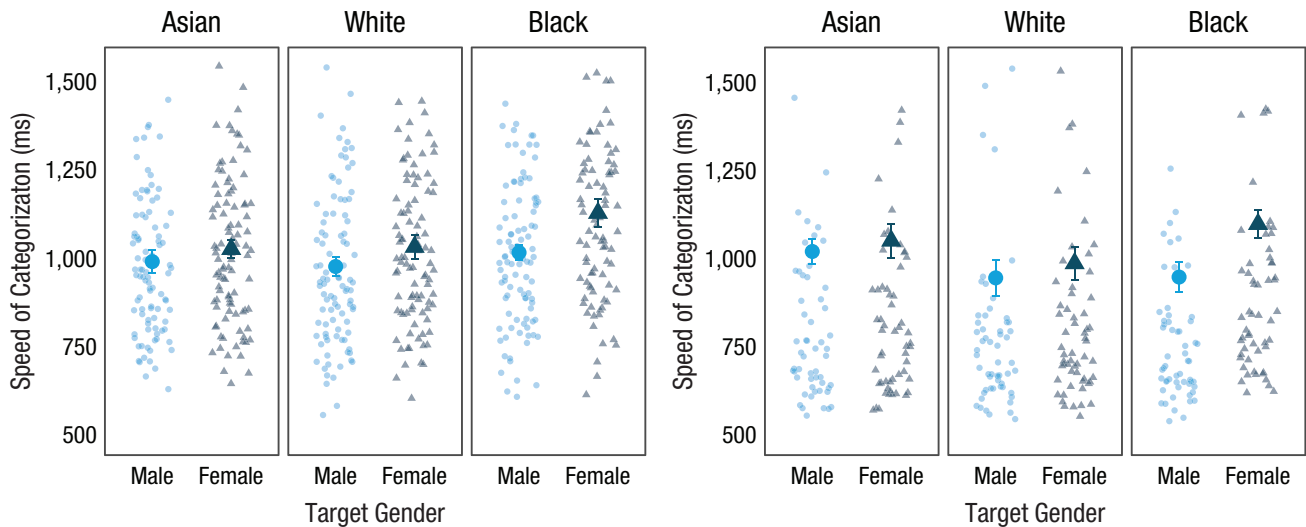 Asian White Black
Speed of Categorizaton (ms)
1,500
1,250
1,000
750
500
Male Female Male Female Male Female
Target Gender
Asian White Black
Speed of Categorizaton (ms)
1,500
1,250
1,000
750
500
Male Female Male Female Male Female
Target Gender